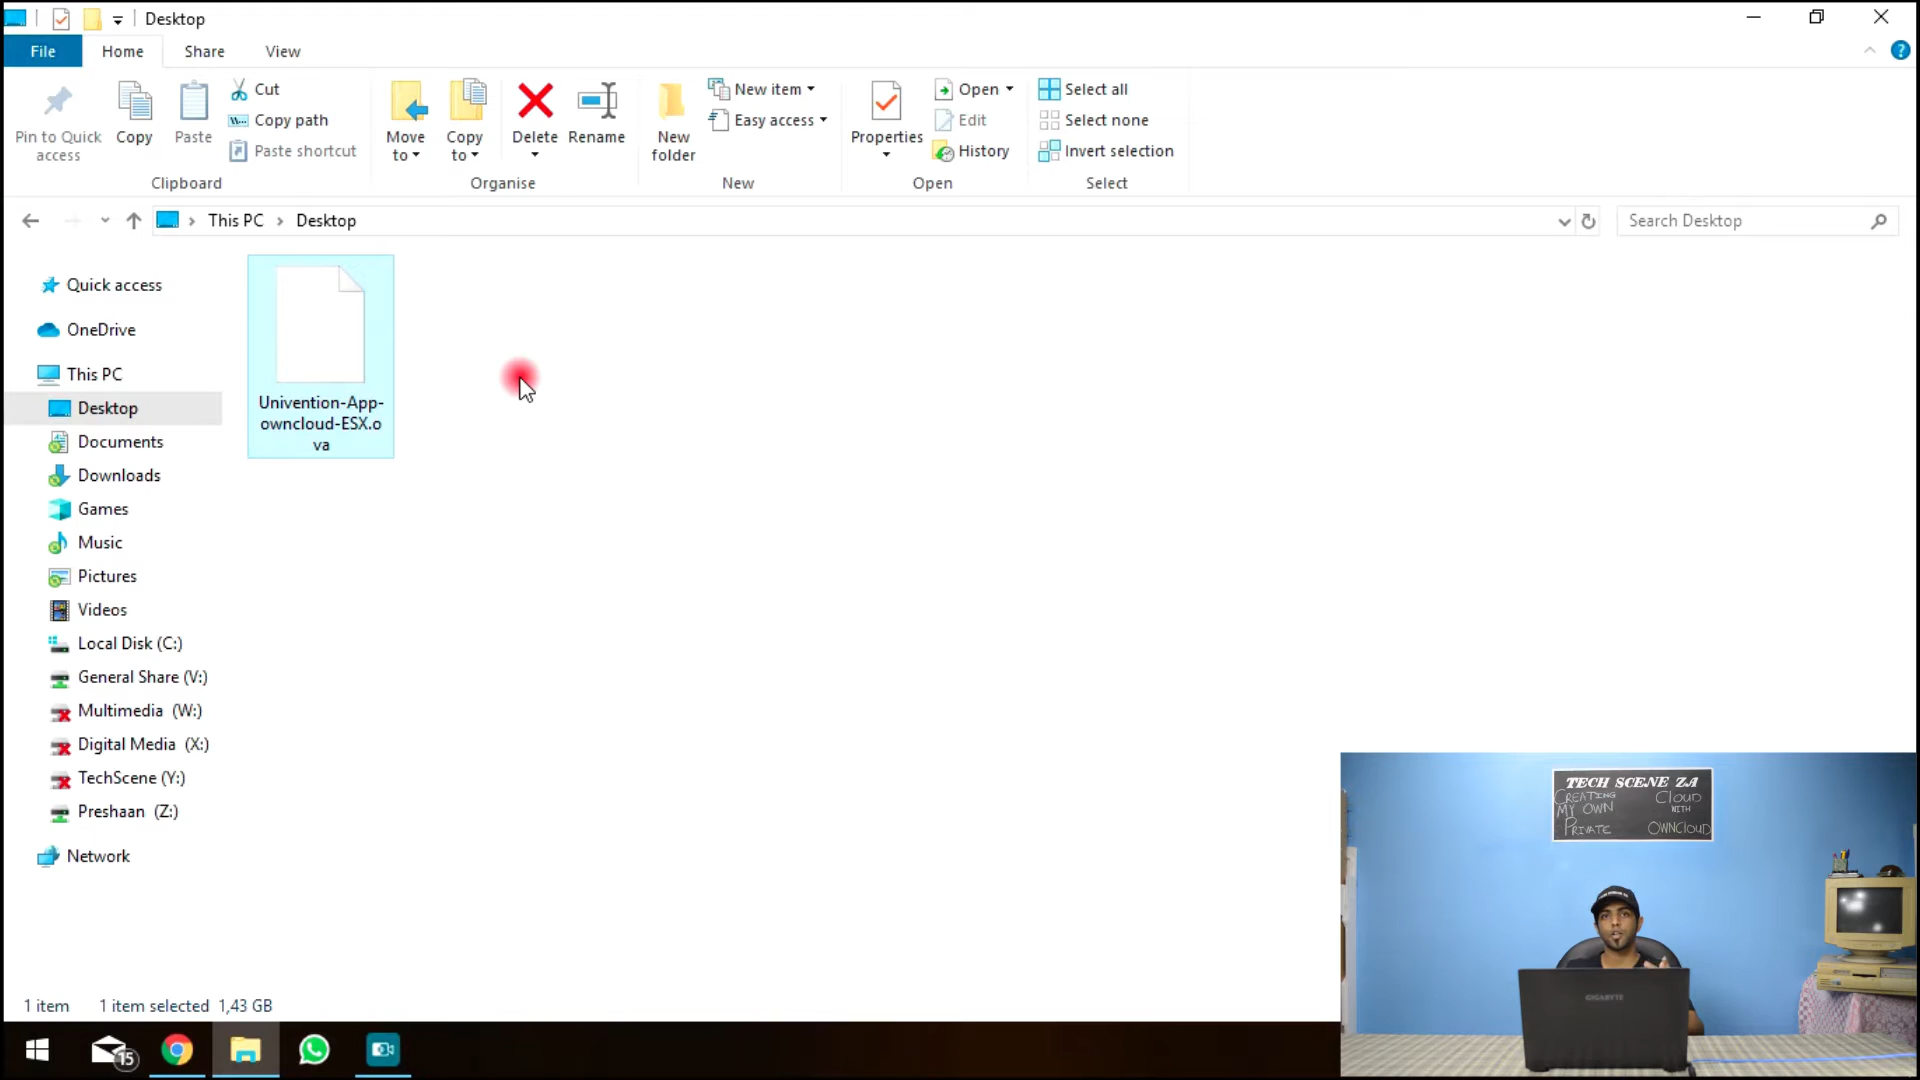 Desktop
File Home Share View
Pin to Quick access
Copy
Paste
Cut
Copy path
Paste shortcut
Clipboard
Move to
Copy to
Delete
Rename
Organise
New folder
New item
Easy access
New
Properties
Open
Edit
History
Open
Select all
Select none
Invert selection
Select
This PC Desktop
Search Desktop
Quick access
OneDrive
This PC
Desktop
Documents
Downloads
Games
Music
Pictures
Videos
Local Disk (C:)
General Share (V:)
Multimedia (W:)
Digital Media (X:)
TechScene (Y:)
Preshaan (Z:)
Network
Univention-App-
owncloud-ESX.o
va
1 item 1 item selected 1,43 GB
15
TECH SCENE ZA
CREATING CLOUD
MY OWN WITH
PRIVATE OWNCLOUD
GIGABYTE